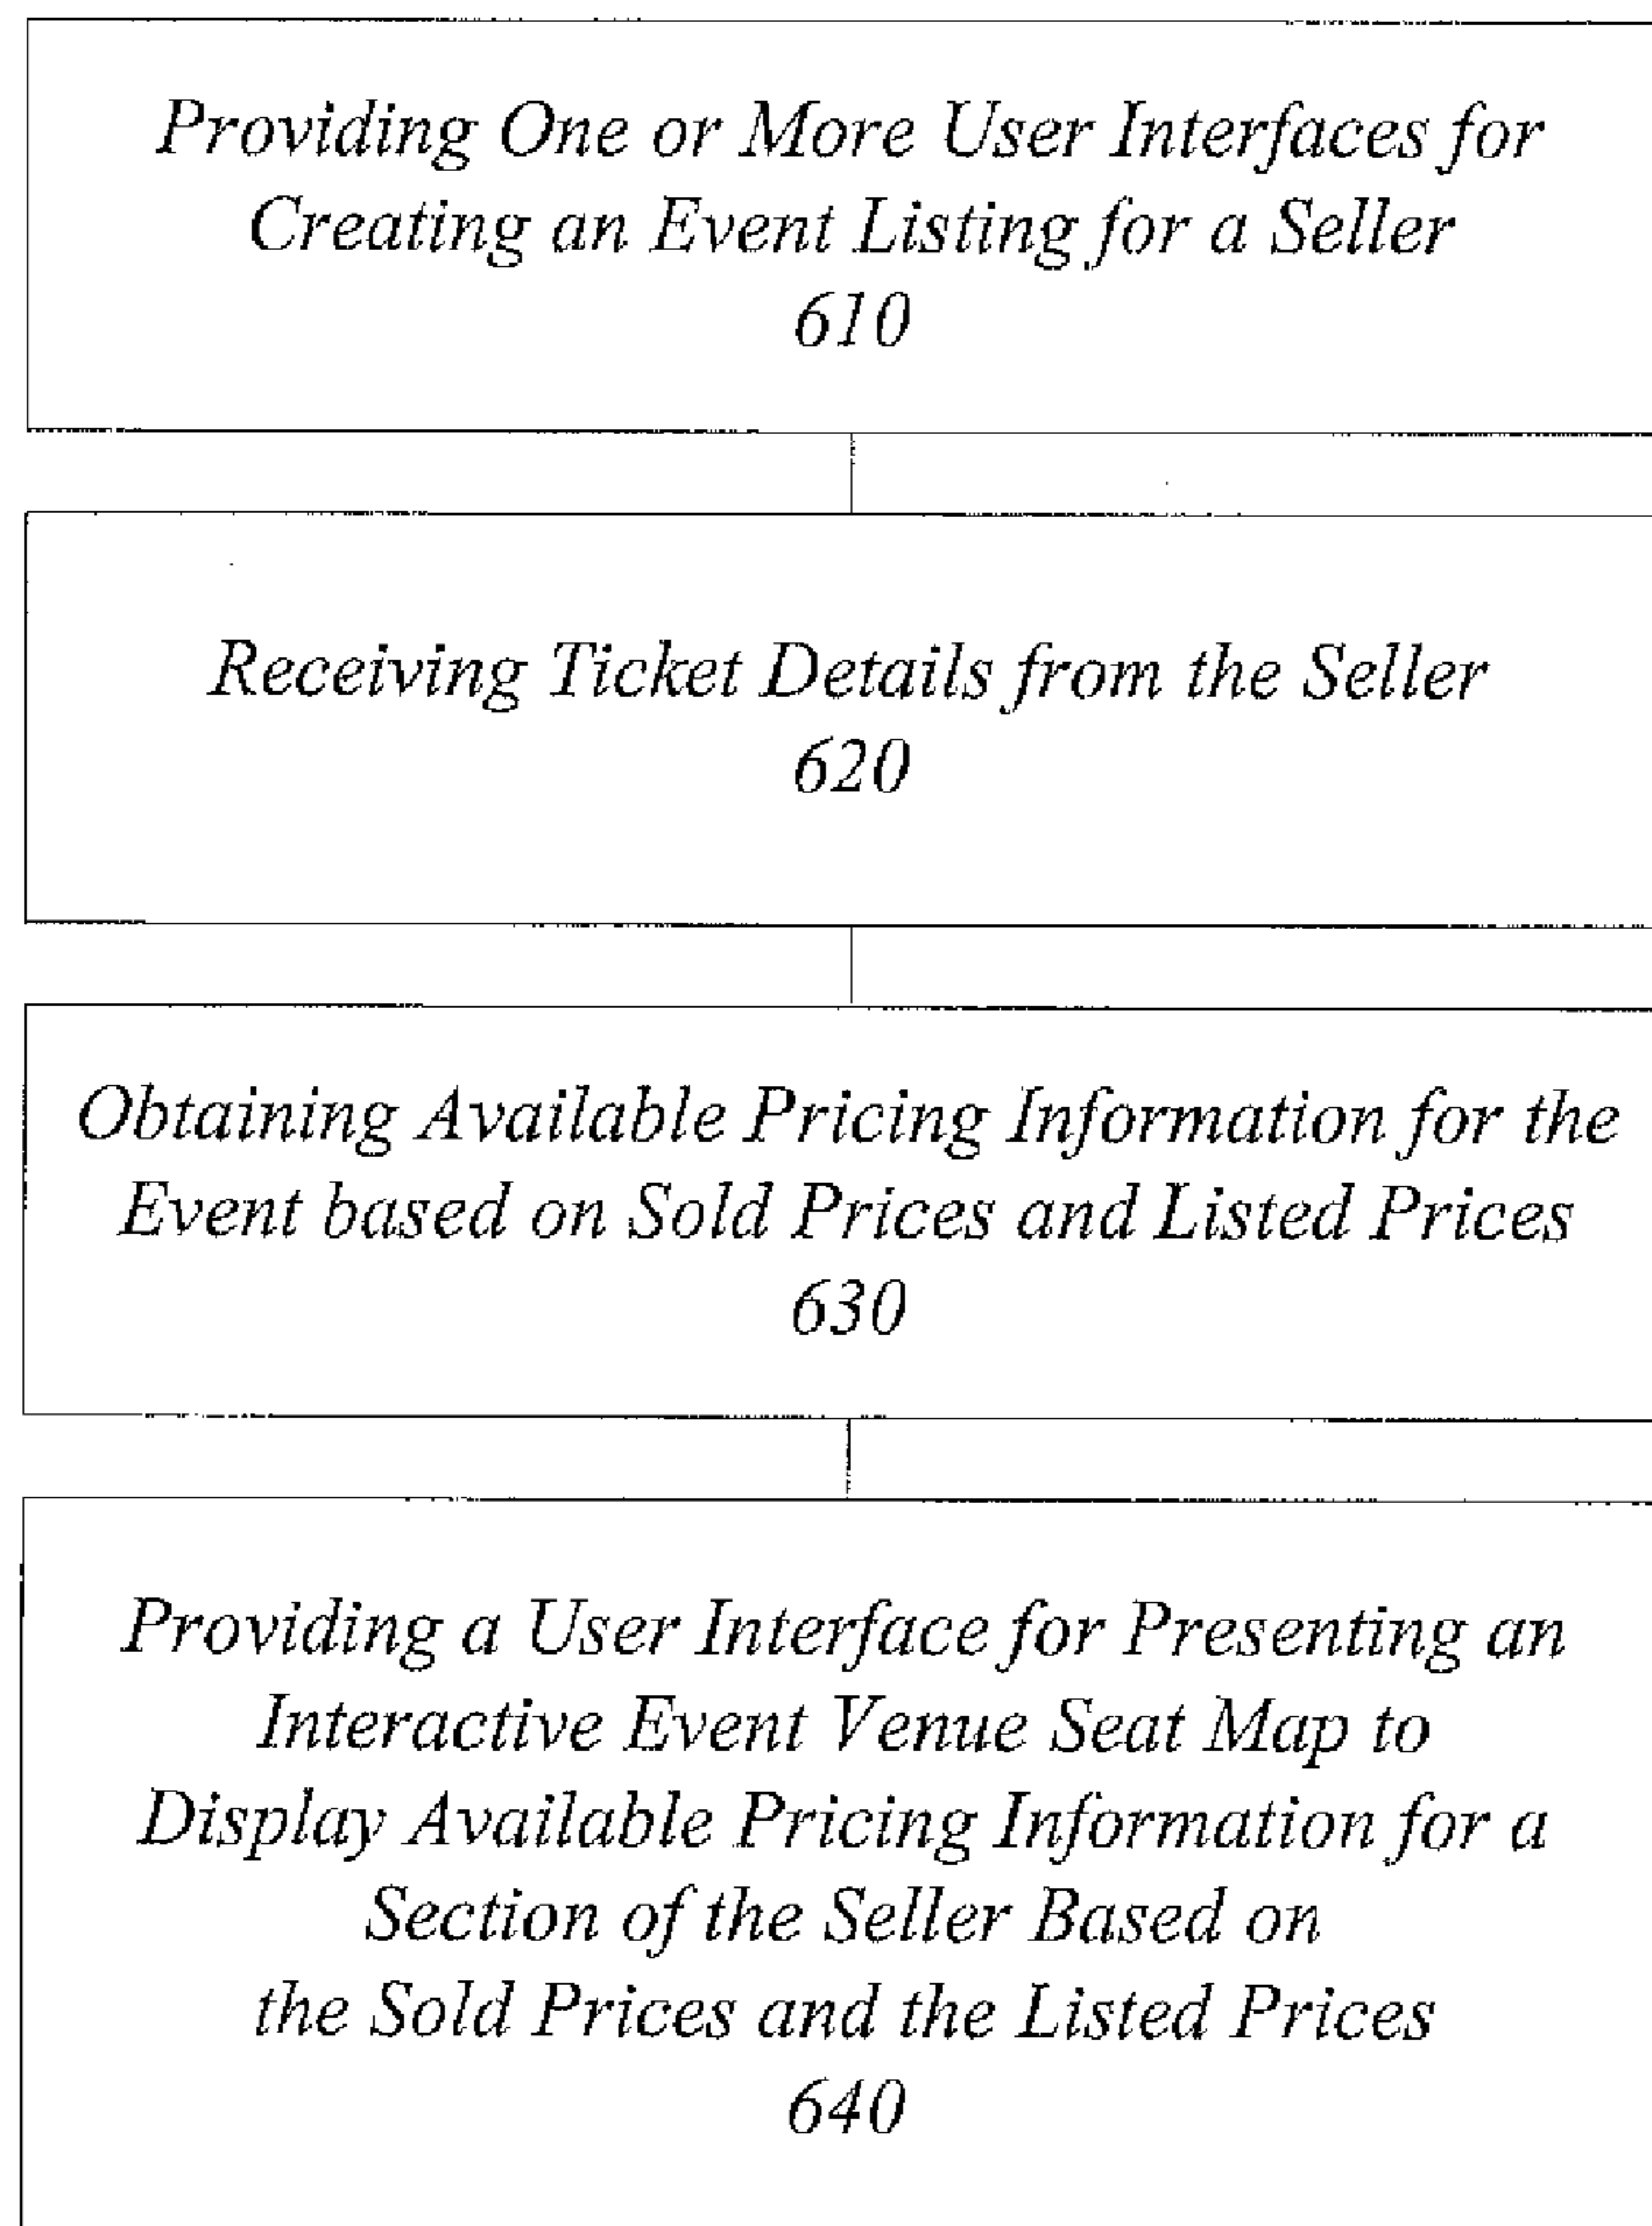 Providing One or More User Interfaces for
Creating an Event Listing for a Seller
610
Receiving Ticket Details from the Seller
620
Obtaining Available Pricing Information for the
Event based on Sold Prices and Listed Prices
630
Providing a User Interface for Presenting an
Interactive Event Venue Seat Map to
Display Available Pricing Information for a
Section of the Seller Based on
the Sold Prices and the Listed Prices
640